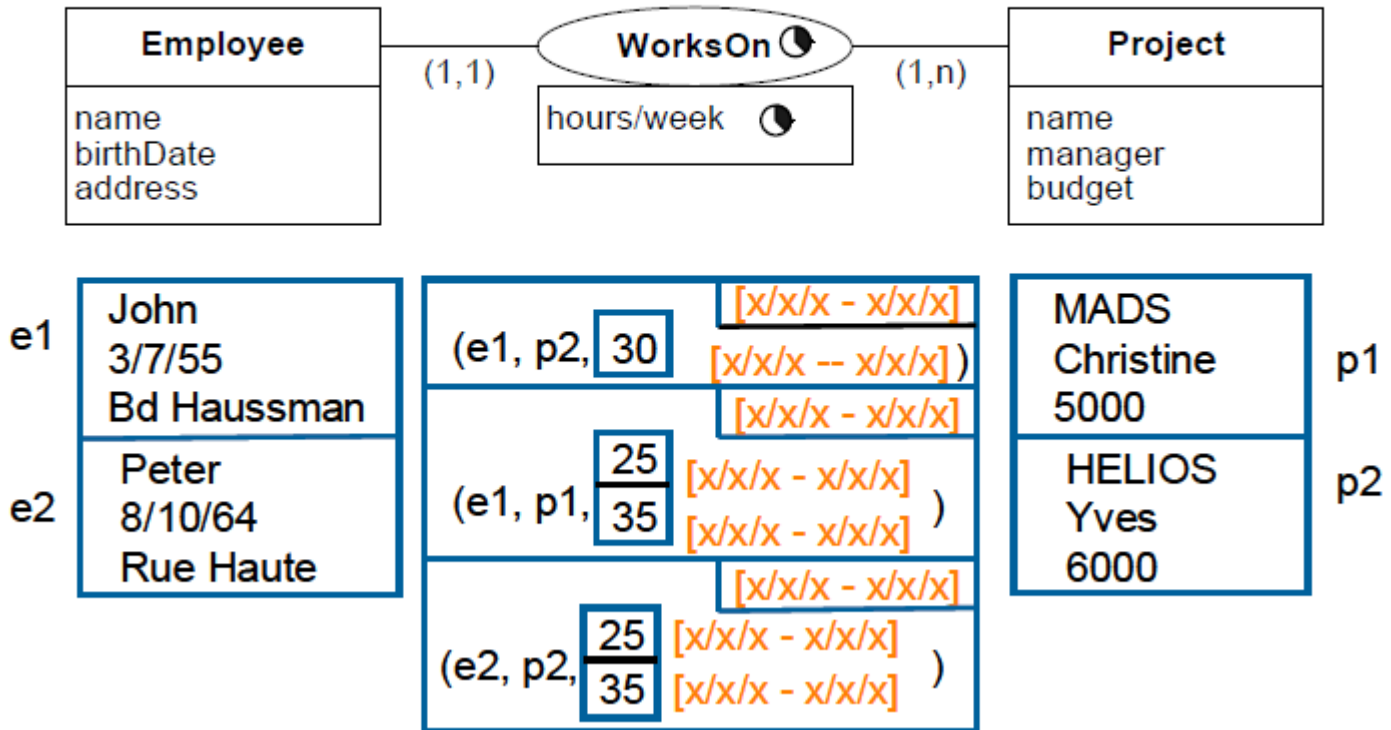 Employee
name
birthDate
address
(1,1)
WorksOn
hours/week
(1,n)
Project
name
manager
budget
e1
John
3/7/55
Bd Haussman
e2
Peter
8/10/64
Rue Haute
[x/x/x - x/x/x]
(e1, p2, 30 [x/x/x -- x/x/x])
[x/x/x - x/x/x]
25 [x/x/x - x/x/x]
(e1, p1, )
35 [x/x/x - x/x/x]
[x/x/x - x/x/x]
25 [x/x/x - x/x/x]
(e2, p2, )
35 [x/x/x - x/x/x]
MADS
Christine
5000
p1
HELIOS
Yves
6000
p2